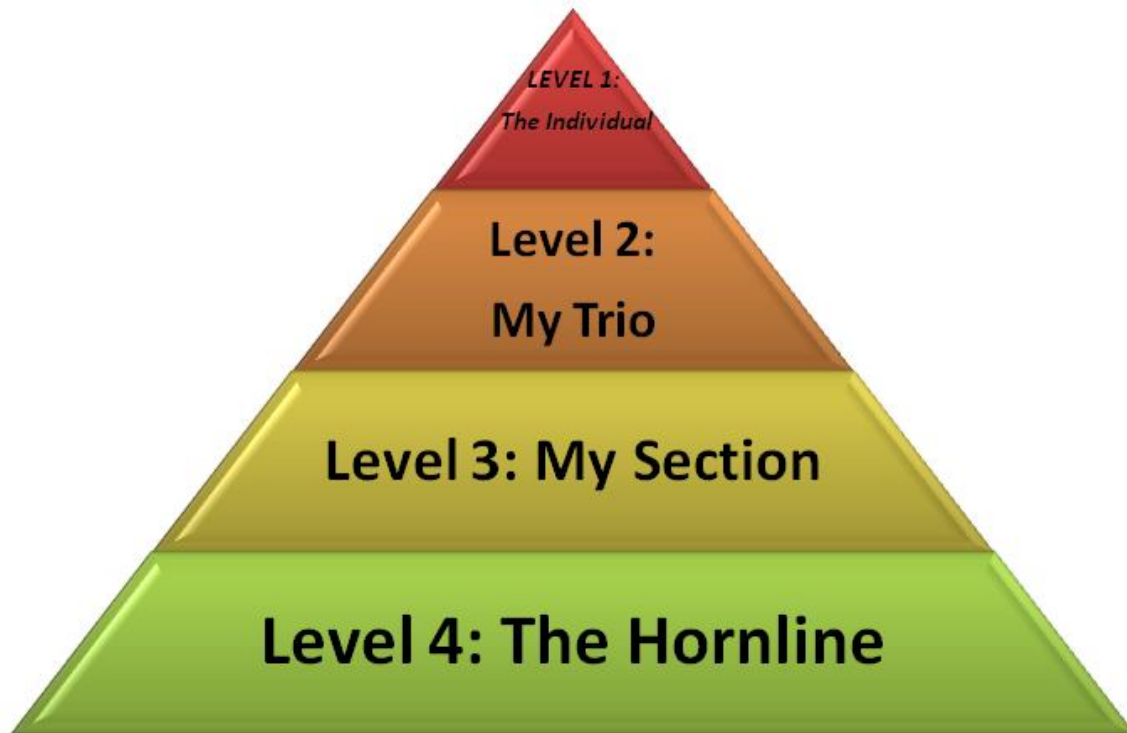 LEVEL 1:
The Individual
Level 2:
My Trio
Level 3: My Section
Level 4: The Hornline